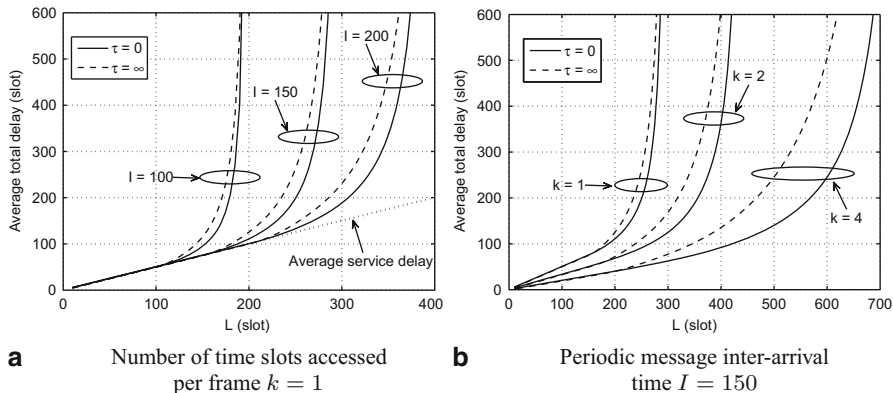 600
500
400
300
200
100
0
Average total delay (slot)
τ = 0
τ = ∞
I = 200
I = 150
I = 100
Average service delay
0 100 200 300 400
L (slot)
a Number of time slots accessed
per frame k = 1
600
500
400
300
200
100
0
Average total delay (slot)
τ = 0
τ = ∞
k = 2
k = 1
k = 4
0 100 200 300 400 500 600 700
L (slot)
b Periodic message inter-arrival
time I = 150